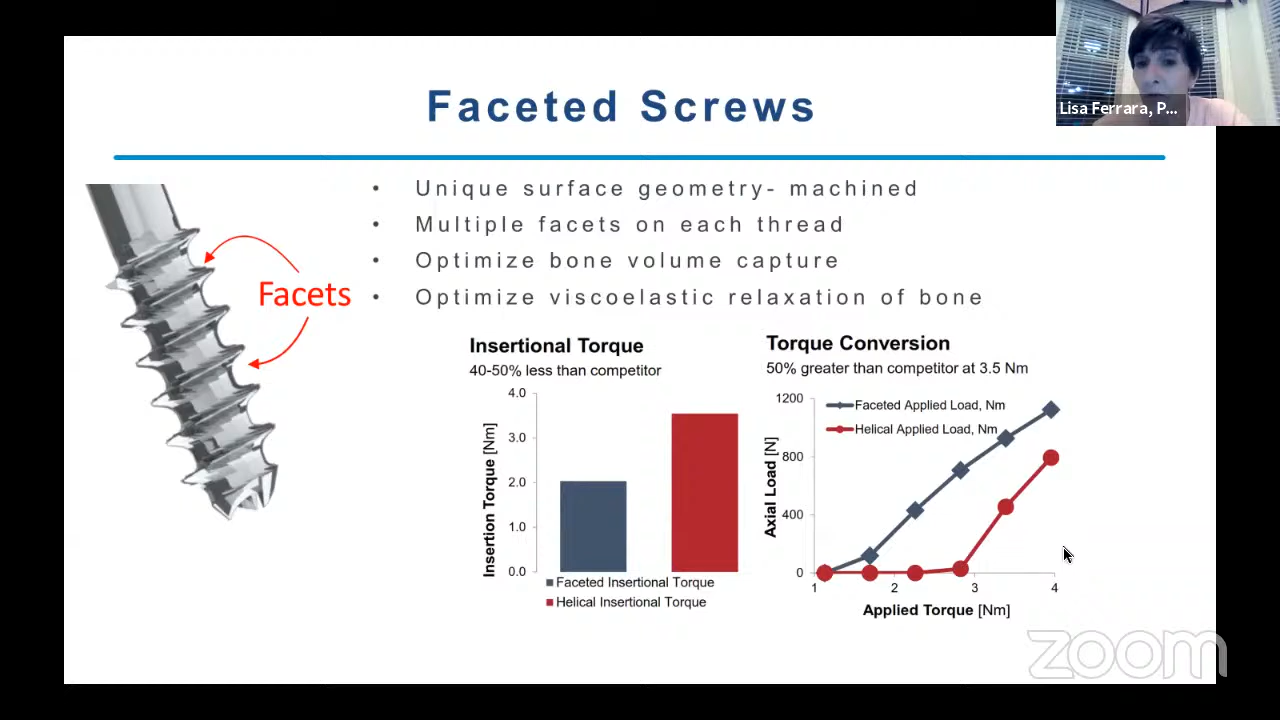 Lisa Ferrara, P...
Faceted Screws
• Unique surface geometry- machined
• Multiple facets on each thread
• Optimize bone volume capture
• Optimize viscoelastic relaxation of bone
Facets
Insertional Torque
40-50% less than competitor
4.0
3.0
2.0
1.0
0.0
Insertion Torque [Nm]
Faceted Insertional Torque
Helical Insertional Torque
Torque Conversion
50% greater than competitor at 3.5 Nm
Faceted Applied Load, Nm
Helical Applied Load, Nm
1200
800
400
0
Axial Load [N]
1 2 3 4
Applied Torque [Nm]
zoom